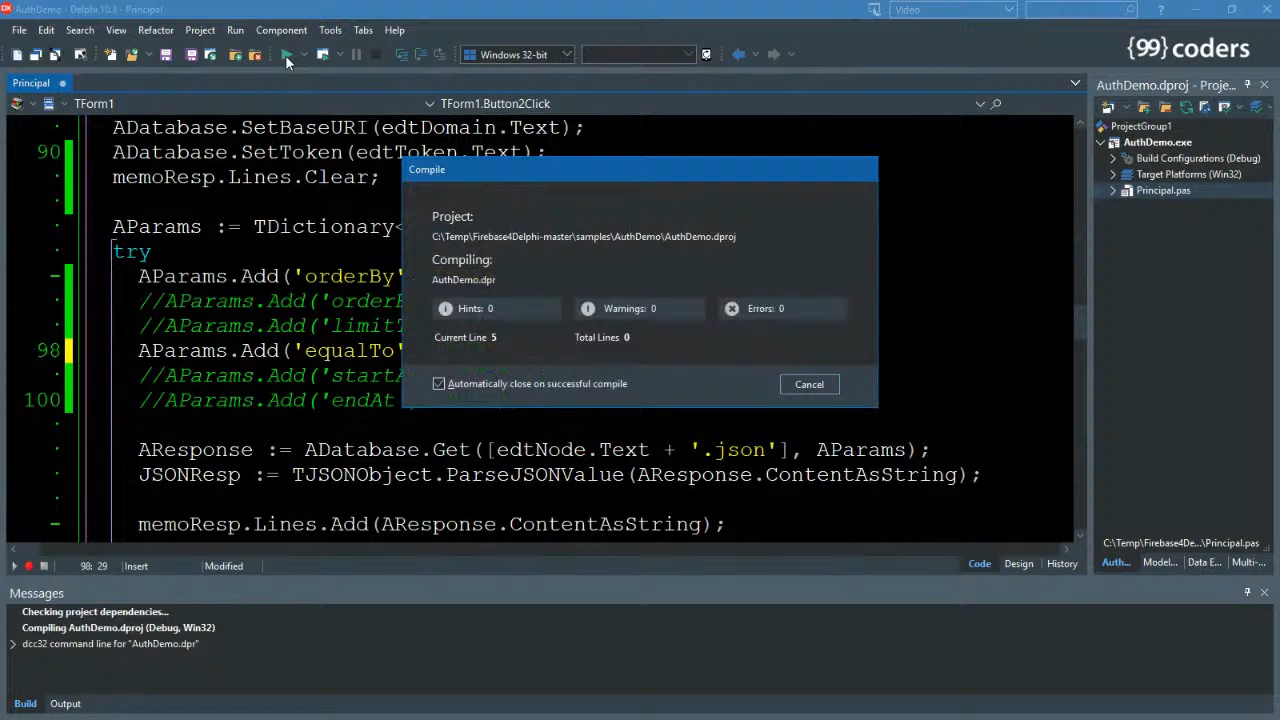 AuthDemo - Delphi 10.3 - Principal
Video
?
File Edit Search View Refactor Project Run Component Tools Tabs Help
Windows 32-bit
{99} coders
Principal
AuthDemo.dproj - Proje...
TForm1
TForm1.Button2Click
ProjectGroup1
AuthDemo.exe
Build Configurations (Debug)
Target Platforms (Win32)
Principal.pas
ADatabase.SetBaseURI(edtDomain.Text);
90 ADatabase.SetToken(edtToken.Text);
memoResp.Lines.Clear;
AParams := TDictionary<
try
AParams.Add('orderBy'
//AParams.Add('orderB
//AParams.Add('limitT
98 AParams.Add('equalTo'
//AParams.Add('startA
100 //AParams.Add('endAt
AResponse := ADatabase.Get([edtNode.Text + '.json'], AParams);
JSONResp := TJSONObject.ParseJSONValue(AResponse.ContentAsString);
memoResp.Lines.Add(AResponse.ContentAsString);
Compile
Project:
C:\Temp\Firebase4Delphi-master\samples\AuthDemo\AuthDemo.dproj
Compiling:
AuthDemo.dpr
Hints: 0 Warnings: 0 Errors: 0
Current Line 5 Total Lines 0
Automatically close on successful compile
Cancel
C:\Temp\Firebase4De...\Principal.pas
98: 29 Insert Modified
Code Design History
Auth... Model... Data E... Multi-...
Messages
Checking project dependencies...
Compiling AuthDemo.dproj (Debug, Win32)
dcc32 command line for "AuthDemo.dpr"
Build Output